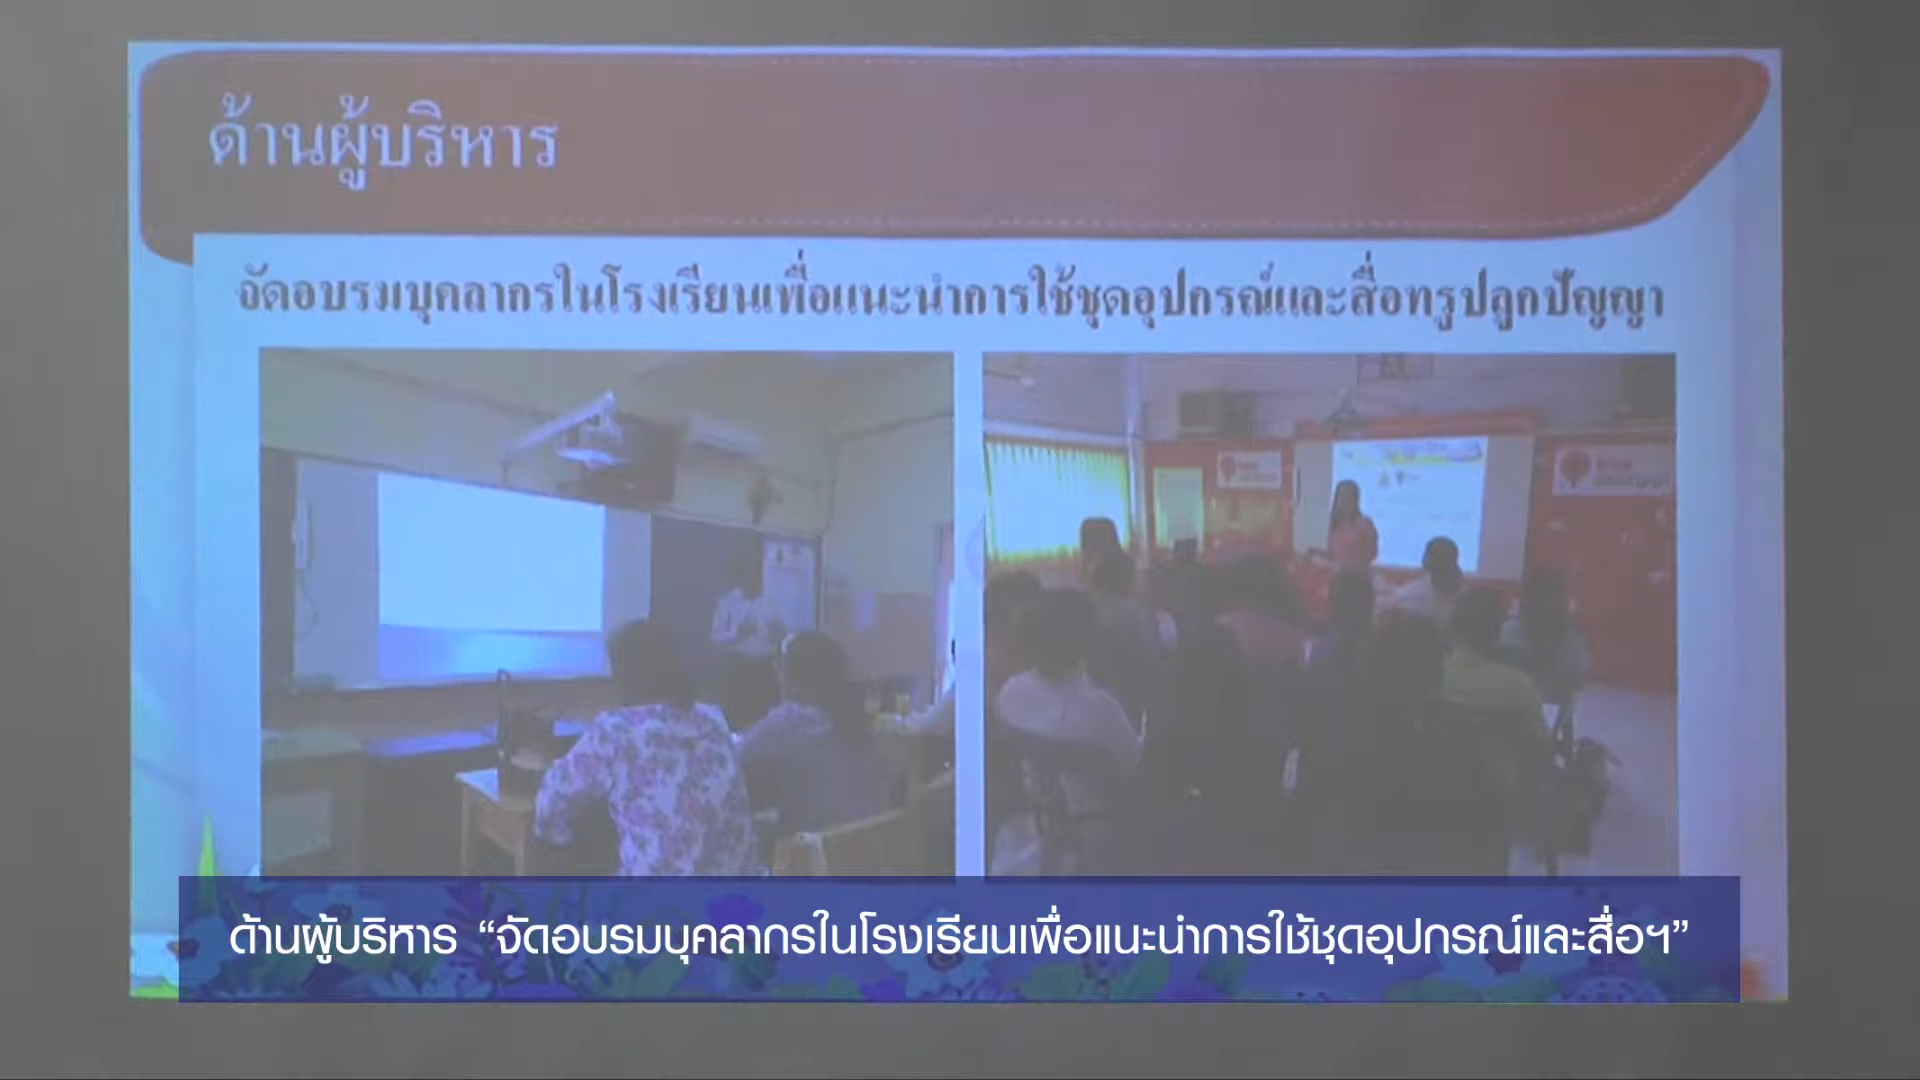 ด้านผู้บริหาร
จัดอบรมบุคลากรในโรงเรียนเพื่อแนะนำการใช้ชุดอุปกรณ์และสื่อทรูปลูกปัญญา
ด้านผู้บริหาร “จัดอบรมบุคลากรในโรงเรียนเพื่อแนะนำการใช้ชุดอุปกรณ์และสื่อฯ”